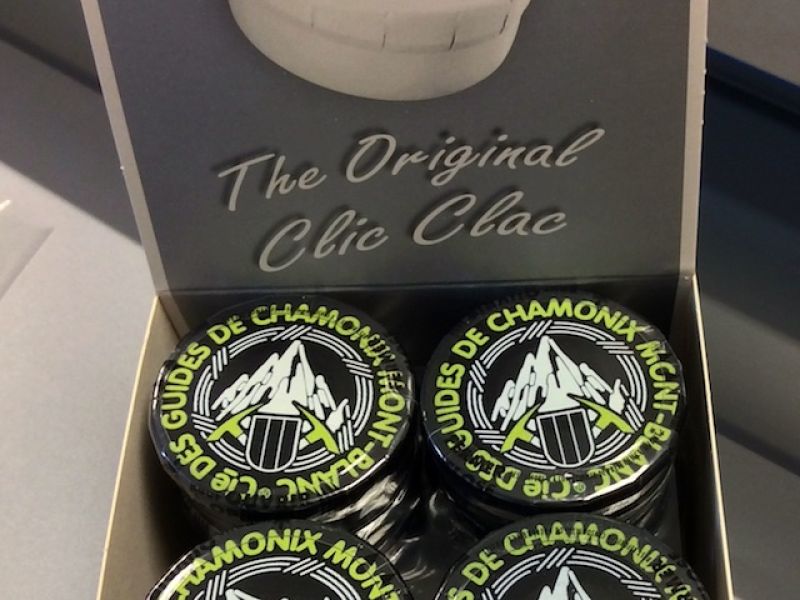 The Original
Clic Clac
Cie DES GUIDES DE CHAMONIX MONT-BLANC ®
Cie DES GUIDES DE CHAMONIX MONT-BLANC ®
CHAMONIX MONT
DE CHAMONIX